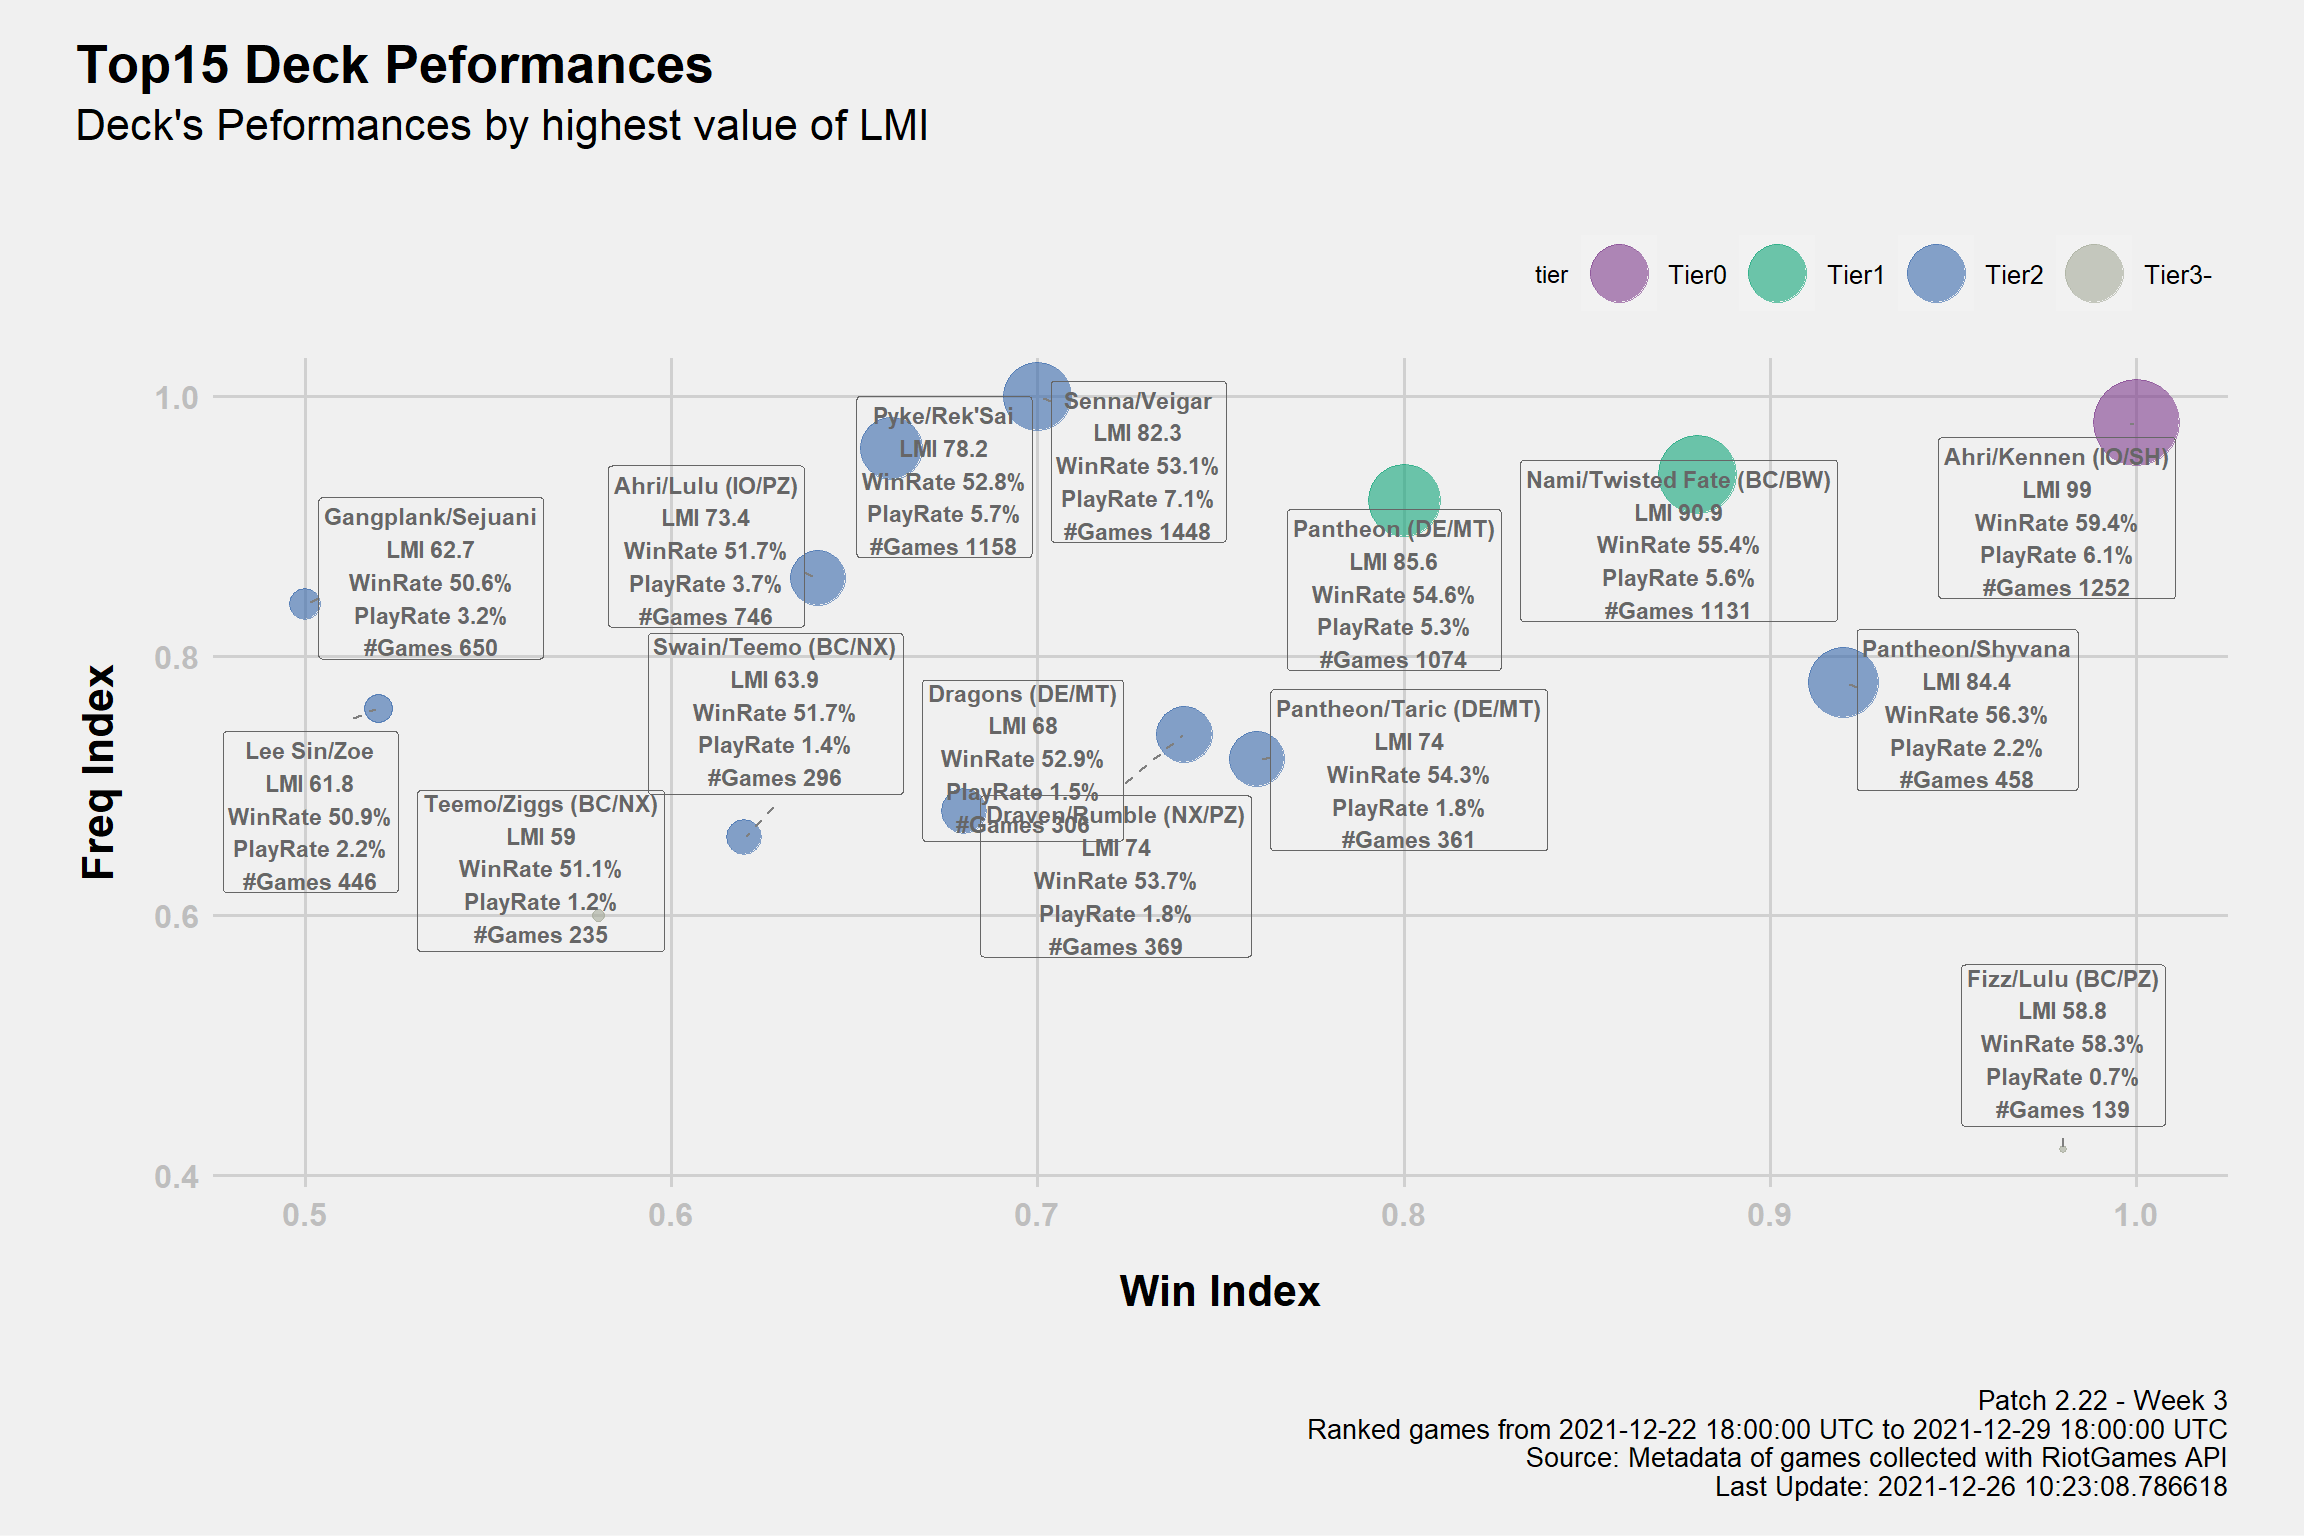 Top15 Deck Peformances
Deck's Peformances by highest value of LMI
tier Tier0 Tier1 Tier2 Tier3-
Freq Index
1.0
0.8
0.6
0.4
Gangplank/Sejuani
LMI 62.7
WinRate 50.6%
PlayRate 3.2%
#Games 650
Lee Sin/Zoe
LMI 61.8
WinRate 50.9%
PlayRate 2.2%
#Games 446
Ahri/Lulu (IO/PZ)
LMI 73.4
WinRate 51.7%
PlayRate 3.7%
#Games 746
Swain/Teemo (BC/NX)
LMI 63.9
WinRate 51.7%
PlayRate 1.4%
#Games 296
Teemo/Ziggs (BC/NX)
LMI 59
WinRate 51.1%
PlayRate 1.2%
#Games 235
Pyke/Rek'Sai
LMI 78.2
WinRate 52.8%
PlayRate 5.7%
#Games 1158
Senna/Veigar
LMI 82.3
WinRate 53.1%
PlayRate 7.1%
#Games 1448
Dragons (DE/MT)
LMI 68
WinRate 52.9%
PlayRate 1.5%
#Games 306
Draven/Rumble (NX/PZ)
LMI 74
WinRate 53.7%
PlayRate 1.8%
#Games 369
Pantheon (DE/MT)
LMI 85.6
WinRate 54.6%
PlayRate 5.3%
#Games 1074
Pantheon/Taric (DE/MT)
LMI 74
WinRate 54.3%
PlayRate 1.8%
#Games 361
Nami/Twisted Fate (BC/BW)
LMI 90.9
WinRate 55.4%
PlayRate 5.6%
#Games 1131
Ahri/Kennen (IO/SH)
LMI 99
WinRate 59.4%
PlayRate 6.1%
#Games 1252
Pantheon/Shyvana
LMI 84.4
WinRate 56.3%
PlayRate 2.2%
#Games 458
Fizz/Lulu (BC/PZ)
LMI 58.8
WinRate 58.3%
PlayRate 0.7%
#Games 139
0.5 0.6 0.7 0.8 0.9 1.0
Win Index
Patch 2.22 - Week 3
Ranked games from 2021-12-22 18:00:00 UTC to 2021-12-29 18:00:00 UTC
Source: Metadata of games collected with RiotGames API
Last Update: 2021-12-26 10:23:08.786618